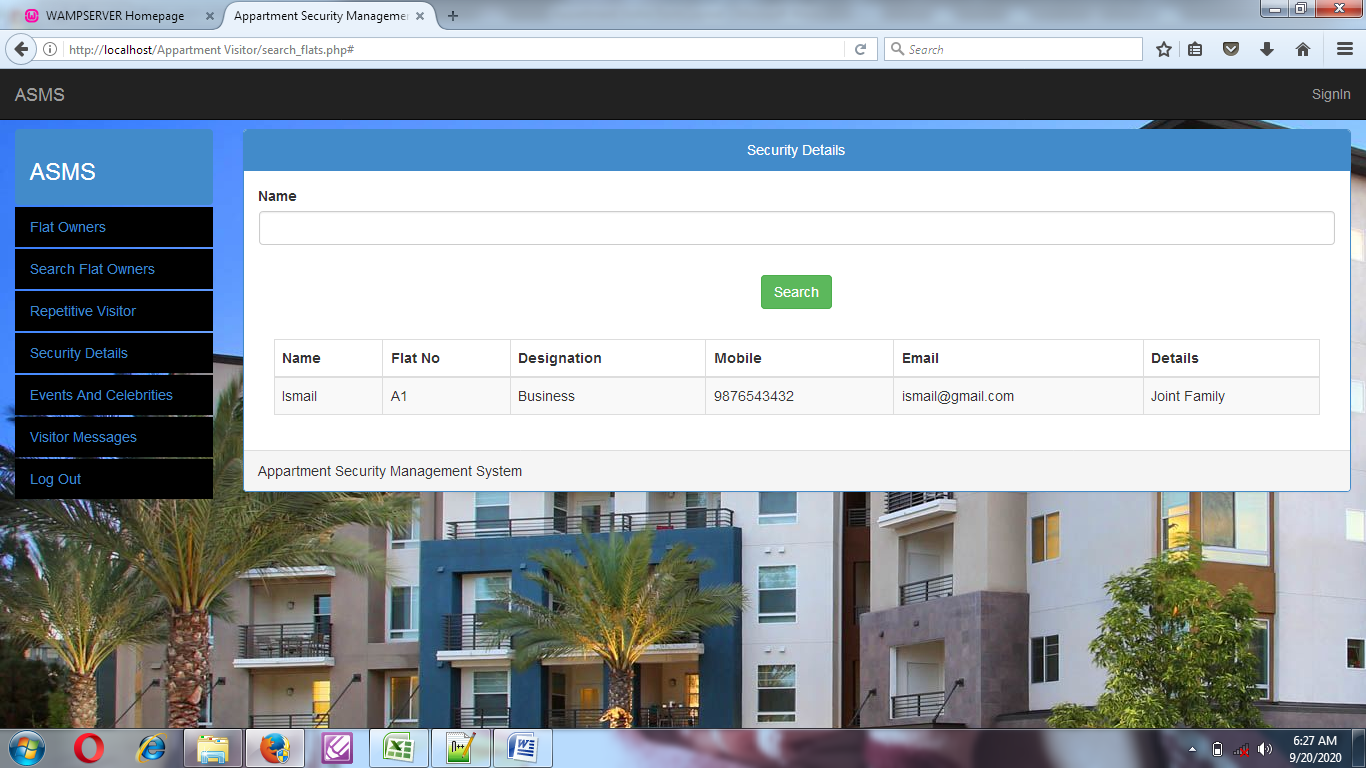 WAMPSERVER Homepage
Appartment Security Manageme
http://localhost/Appartment Visitor/search_flats.php#
Search
ASMS
SignIn
ASMS
Flat Owners
Search Flat Owners
Repetitive Visitor
Security Details
Events And Celebrities
Visitor Messages
Log Out
Security Details
Name
Search
Name Flat No Designation Mobile Email Details
Ismail A1 Business 9876543432 ismail@gmail.com Joint Family
Appartment Security Management System
6:27 AM
9/20/2020